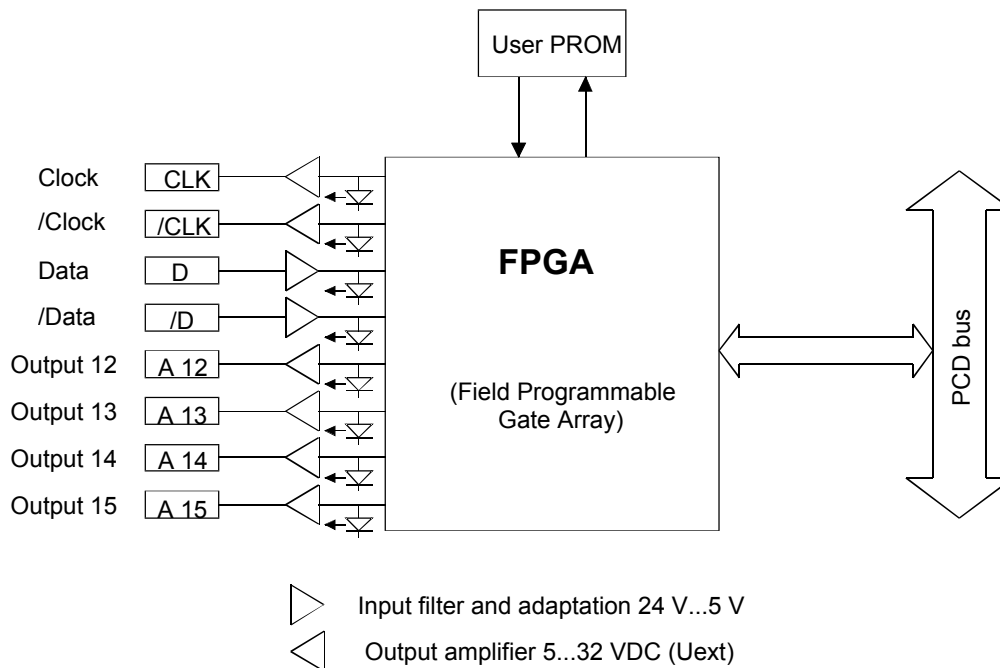 User PROM
Clock CLK
/Clock /CLK
Data D
/Data /D
Output 12 A 12
Output 13 A 13
Output 14 A 14
Output 15 A 15
FPGA
(Field Programmable
Gate Array)
PCD bus
Input filter and adaptation 24 V...5 V
Output amplifier 5...32 VDC (Uext)